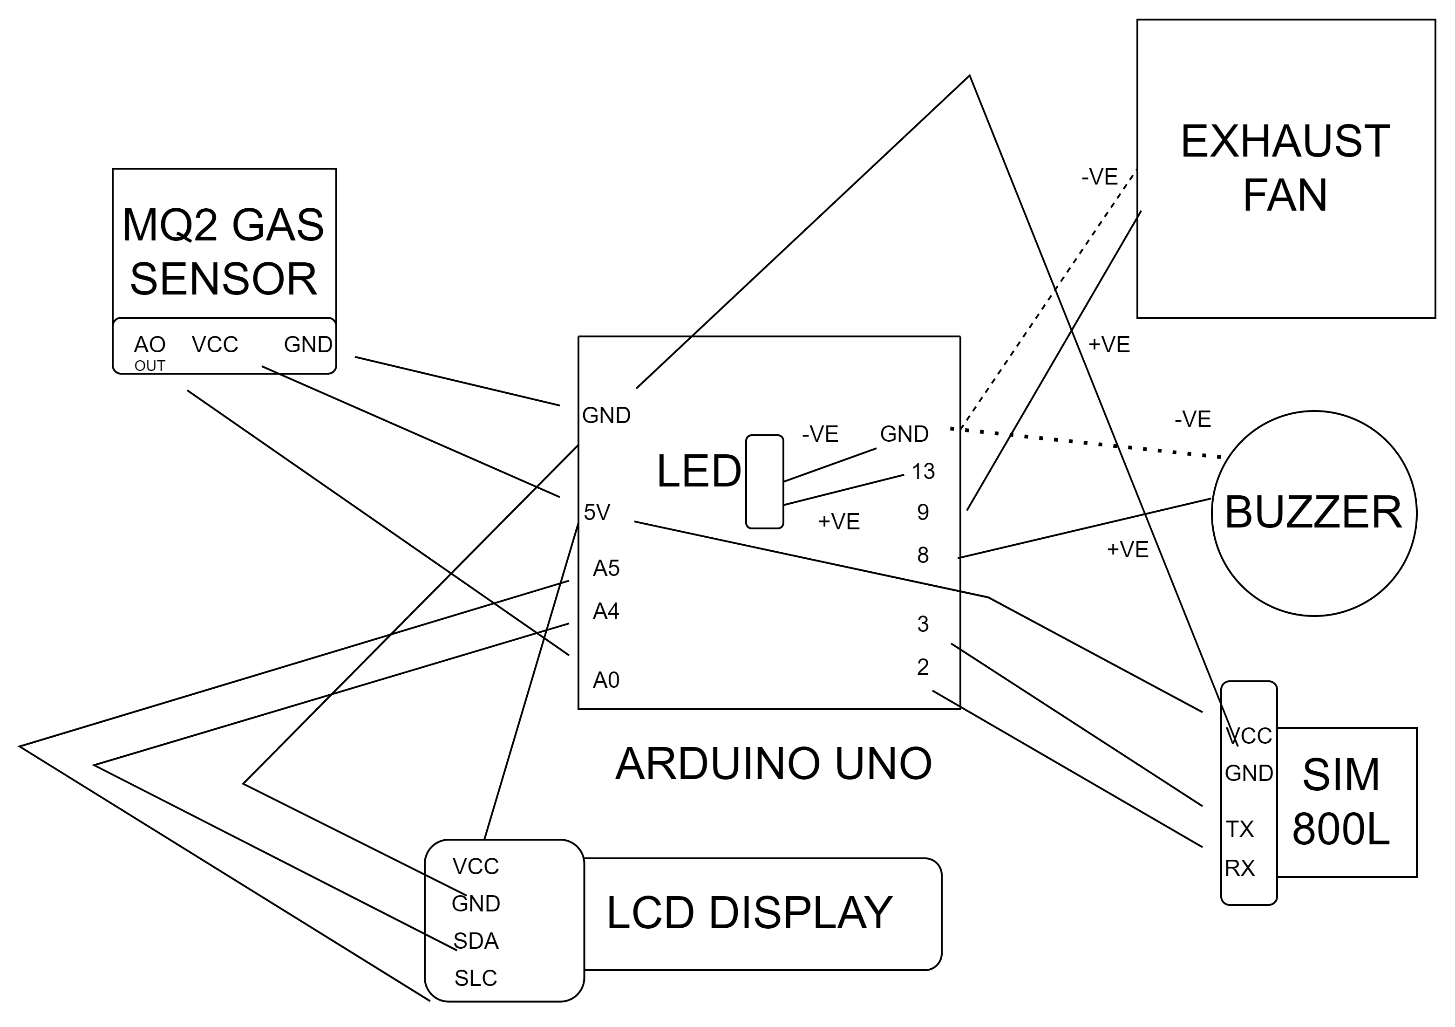 EXHAUST
FAN
-VE
+VE
MQ2 GAS
SENSOR
AO
OUT
VCC
GND
GND
5V
A5
A4
A0
LED
-VE
+VE
GND
13
9
8
3
2
ARDUINO UNO
-VE
+VE
BUZZER
VCC
GND
TX
RX
SIM
800L
VCC
GND
SDA
SLC
LCD DISPLAY